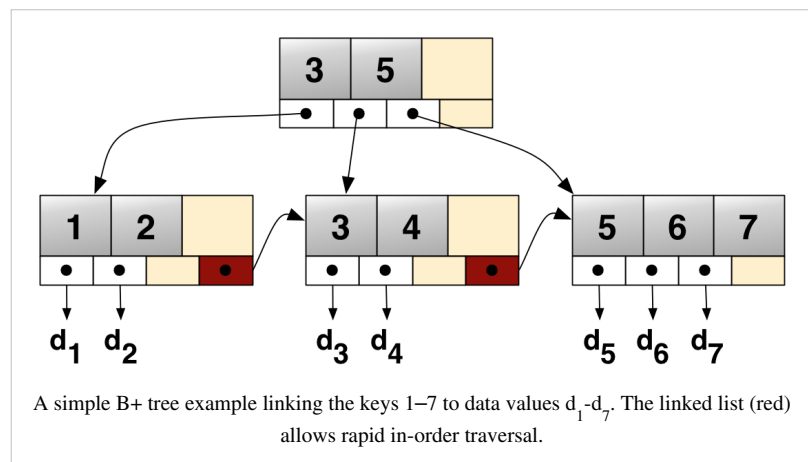 3 5
1 2
3 4
5 6 7
d1 d2
d3 d4
d5 d6 d7
A simple B+ tree example linking the keys 1–7 to data values d1-d7. The linked list (red)
allows rapid in-order traversal.